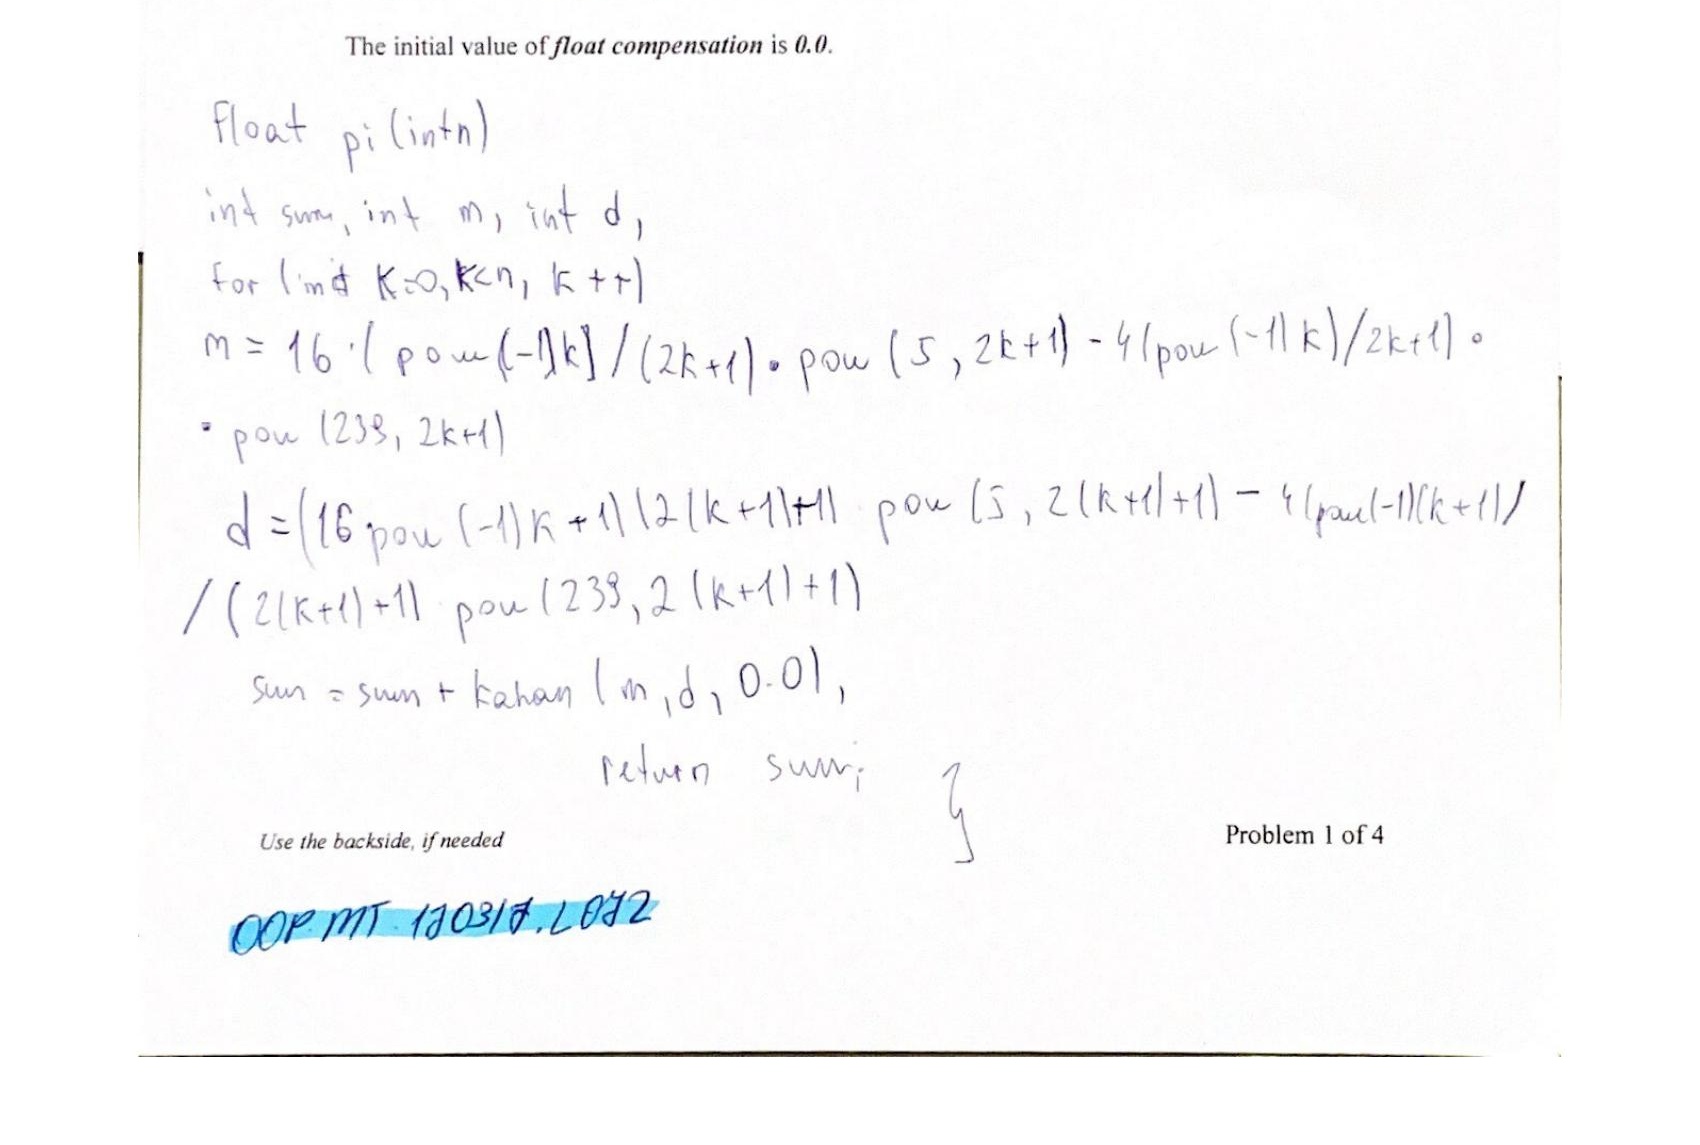 The initial value of float compensation is 0.0.
float pi (intn)
int sum, int m, int d,
for (int k=0, k<n, k++)
m = 16 · ( pow (-1)k) / (2k+1) · pow (5, 2k+1) - 4 (pow (-1) k) / 2k+1) ·
· pow (239, 2k+1)
d = (16 pow (-1) k + 1) (2 (k+1)+1) pow (5, 2 (k+1)+1) - 4 (pow (-1)(k+1) /
/ (2(k+1)+1) pow (239, 2 (k+1)+1)
sum = sum + kahan (m, d, 0.0),
return sum;
}
Use the backside, if needed
Problem 1 of 4
OOP MT. 170317.L072